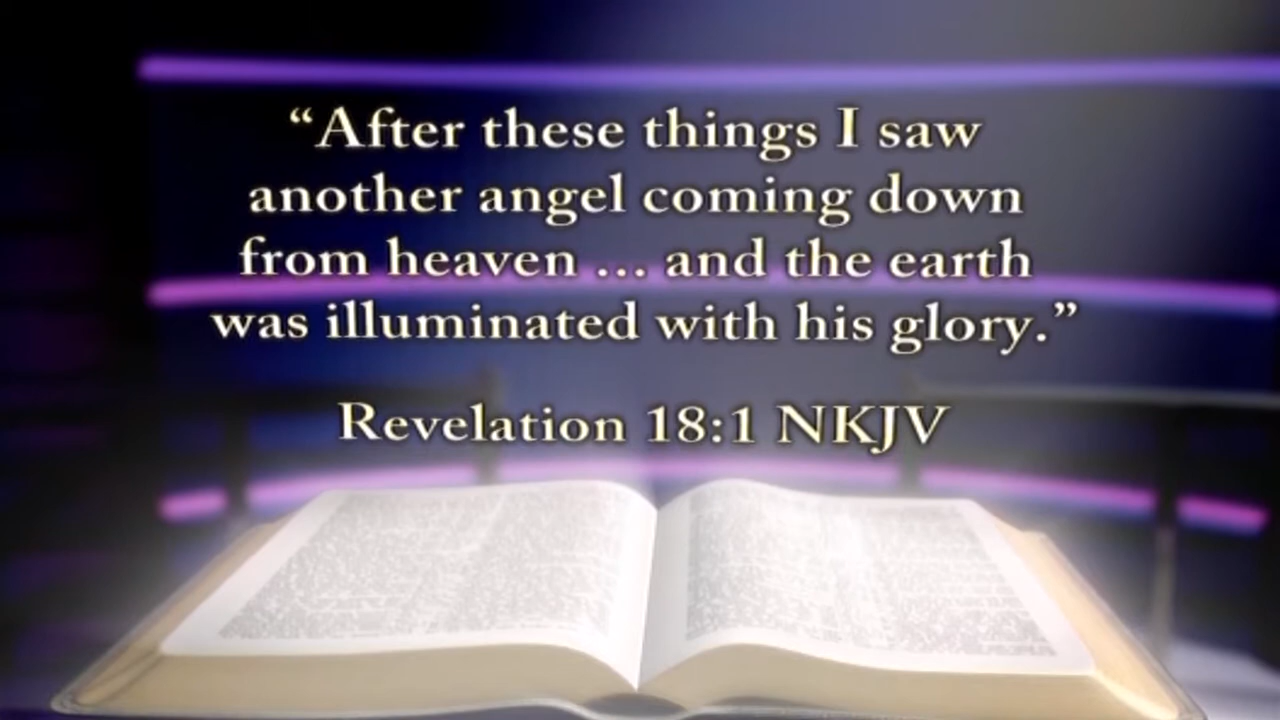 “After these things I saw
another angel coming down
from heaven ... and the earth
was illuminated with his glory.”
Revelation 18:1 NKJV